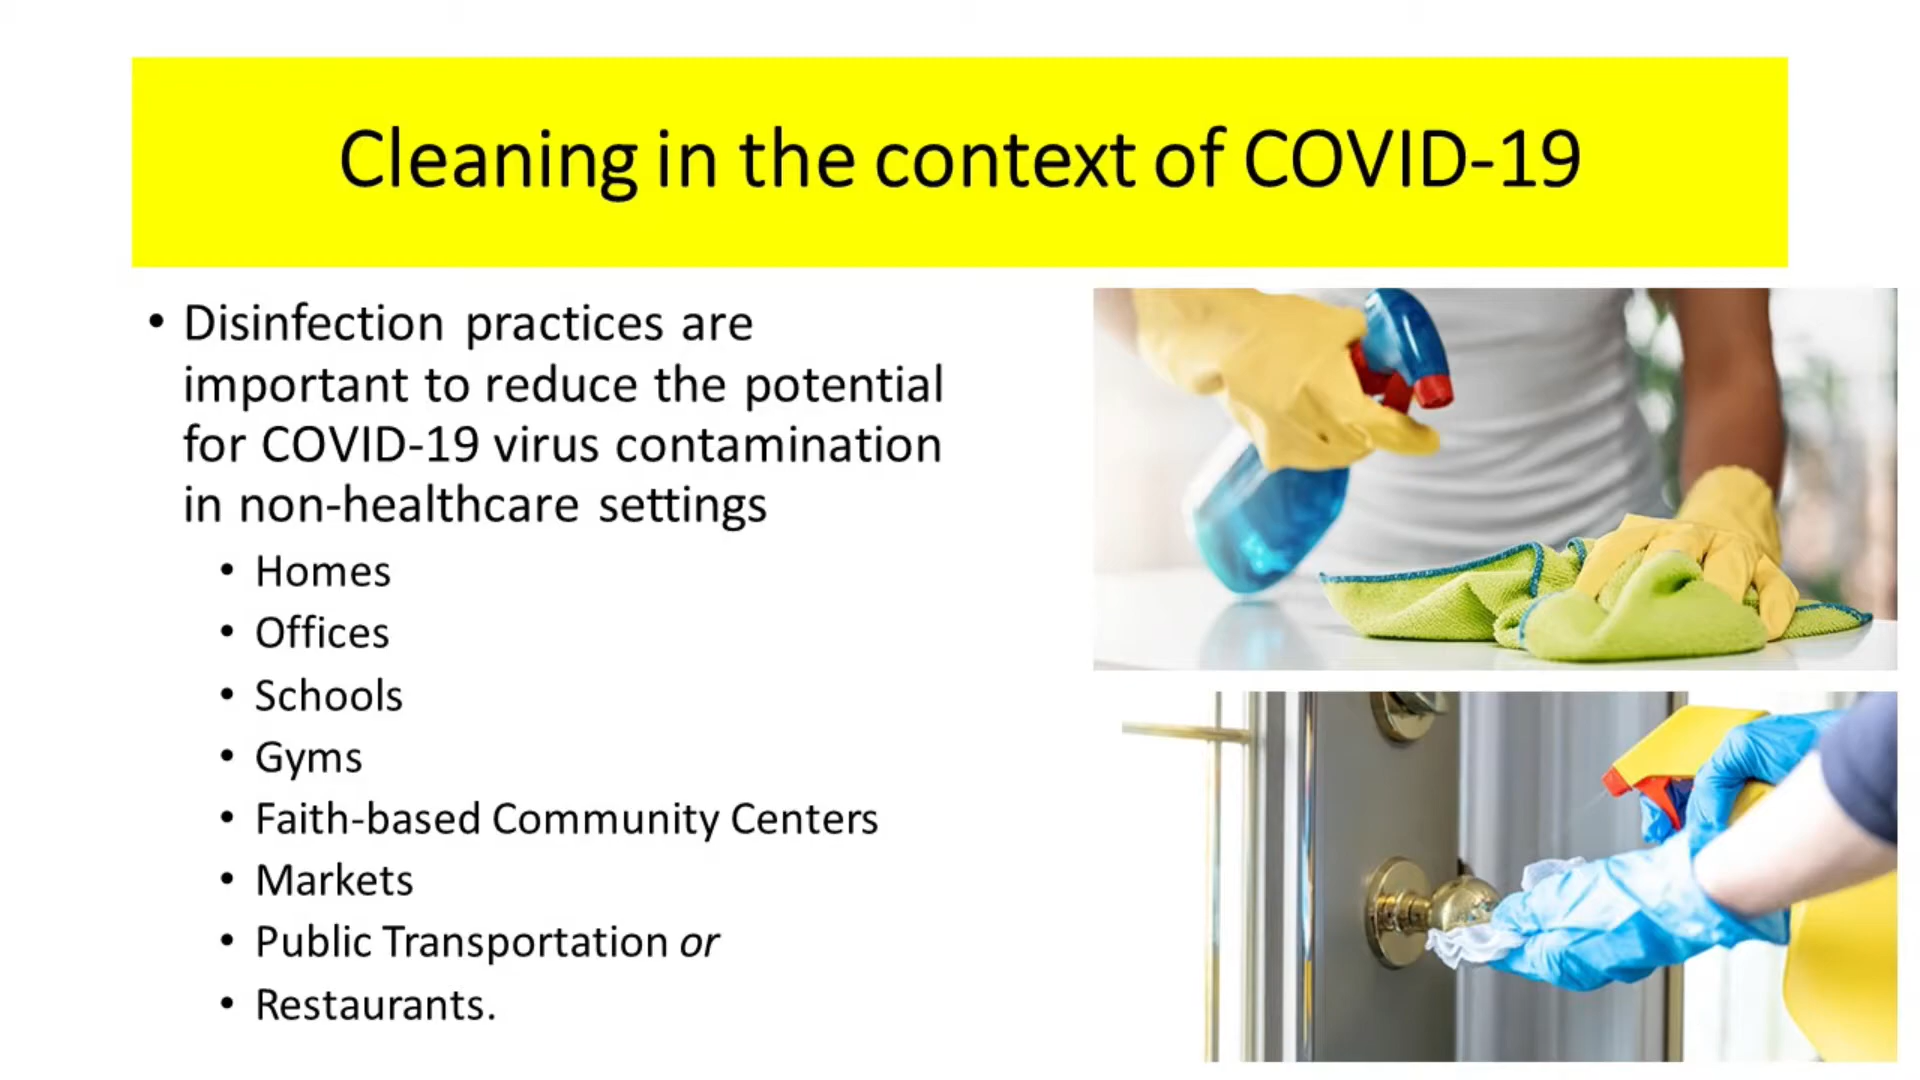 Cleaning in the context of COVID-19
• Disinfection practices are
important to reduce the potential
for COVID-19 virus contamination
in non-healthcare settings
• Homes
• Offices
• Schools
• Gyms
• Faith-based Community Centers
• Markets
• Public Transportation or
• Restaurants.